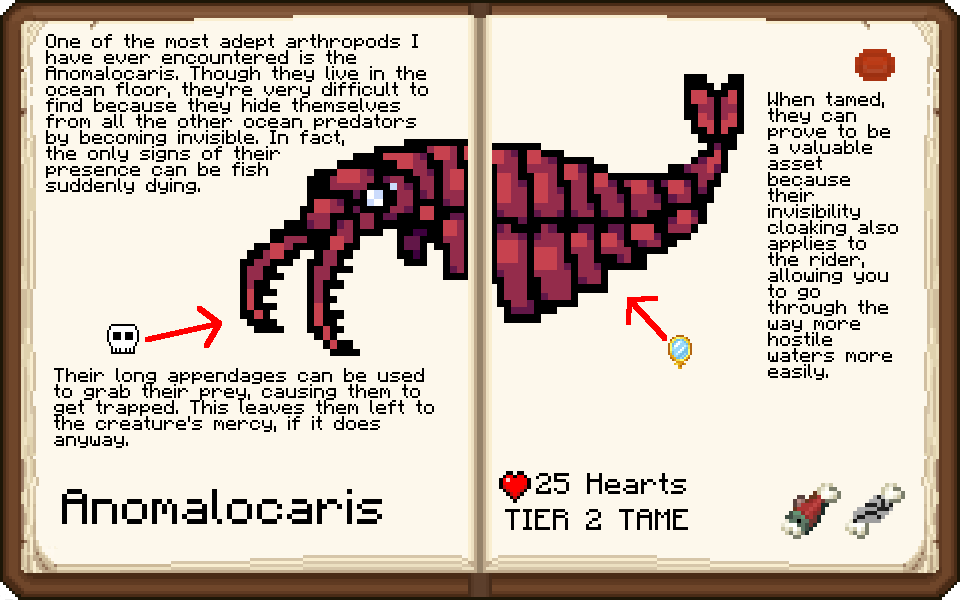 One of the most adept arthropods I
have ever encountered is the
Anomalocaris. Though they live in the
ocean floor, they're very difficult to
find because they hide themselves
from all the other ocean predators
by becoming invisible. In fact,
the only signs of their
presence can be fish
suddenly dying.
Their long appendages can be used
to grab their prey, causing them to
get trapped. This leaves them left to
the creature's mercy, if it does
anyway.
Anomalocaris
When tamed,
they can
prove to be
a valuable
asset
because
their
invisibility
cloaking also
applies to
the rider,
allowing you
to go
through the
way more
hostile
waters more
easily.
25 Hearts
TIER 2 TAME